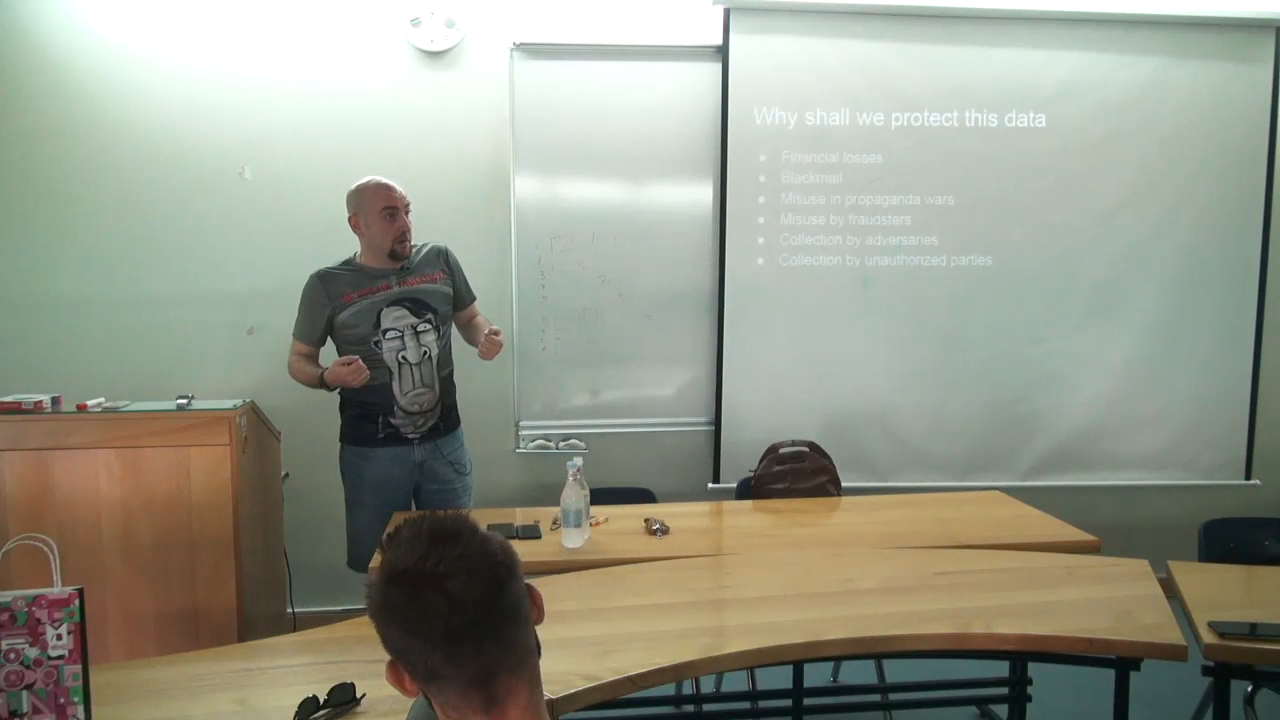 Why shall we protect this data
Financial losses
Blackmail
Misuse in propaganda wars
Misuse by fraudsters
Collection by adversaries
Collection by unauthorized parties